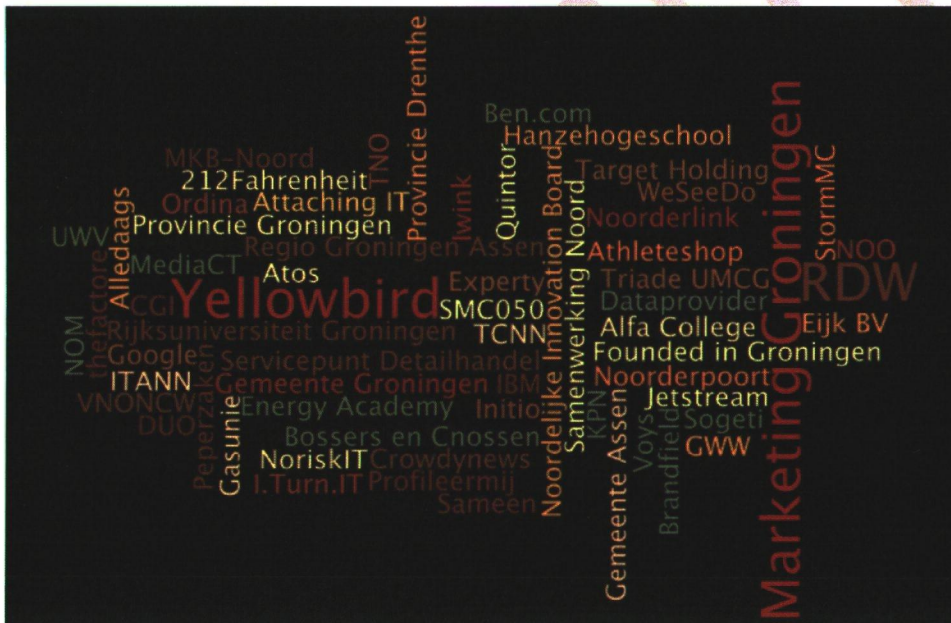 Ben.com
Hanzehogeschool
Provincie Drenthe
Marketing Groningen
MKB-Noord
TNO
Quintor
Noordelijke Innovation Board
Target Holding
StormMC
212Fahrenheit
Iwink
WeSeeDo
Samenwerking Noord
Ordina
Attaching IT
Alledaags
Provincie Groningen
Noorderlink
UWV
Regio Groningen Assen
Athleteshop
NOO
MediaCT
Atos
Experty
Triade UMCG
RDW
thefactore
CGI
Yellowbird
SMC050
Dataprovider
NOM
Rijksuniversiteit Groningen
TCNN
Alfa College
Eijk BV
Google
Servicepunt Detailhandel
Founded in Groningen
ITANN
Gemeente Groningen
IBM
Noorderpoort
Peperzaken
VNONCW
Gasunie
Energy Academy
Initio
KPN
Jetstream
DUO
Gemeente Assen
Voys
Brandfield
Sogeti
Bossers en Cnossen
GWW
NoriskIT
Crowdynews
I.Turn.IT
Profileermij
Sameen